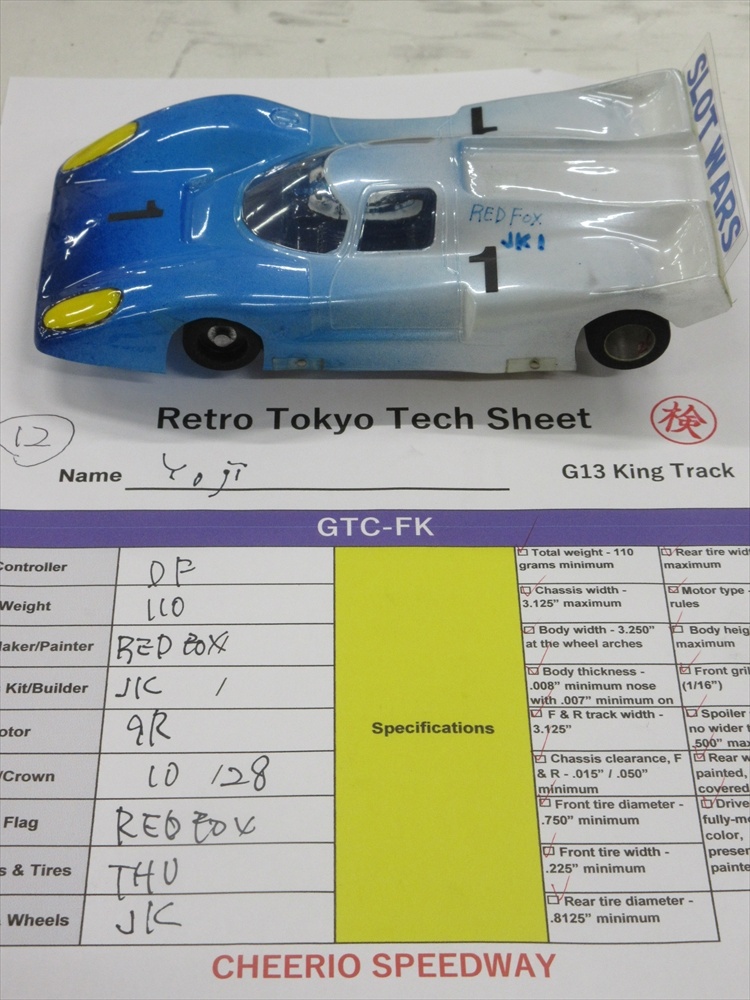 SLOT WARS
1
1
RED FOX
JK1
1
Retro Tokyo Tech Sheet
検
12
Name Yoji
G13 King Track
GTC-FK
Controller DF
Weight 110
Maker/Painter RED FOX
Kit/Builder JK 1
otor 9R
/Crown 10 /28
Flag RED FOX
s & Tires THU
Wheels JK
Specifications
Total weight - 110
grams minimum
Chassis width -
3.125" maximum
Body width - 3.250"
at the wheel arches
Body thickness -
.008" minimum nose
with .007" minimum on
F & R track width -
3.125"
Chassis clearance, F
& R - .015" / .050"
minimum
Front tire diameter -
.750" minimum
Front tire width -
.225" minimum
Rear tire diameter -
.8125" minimum
Rear tire wid
maximum
Motor type -
rules
Body heig
maximum
Front gril
(1/16")
Spoiler
no wider t
.500" max
Rear w
painted,
covered
Drive
fully-mo
color,
presen
painte
CHEERIO SPEEDWAY